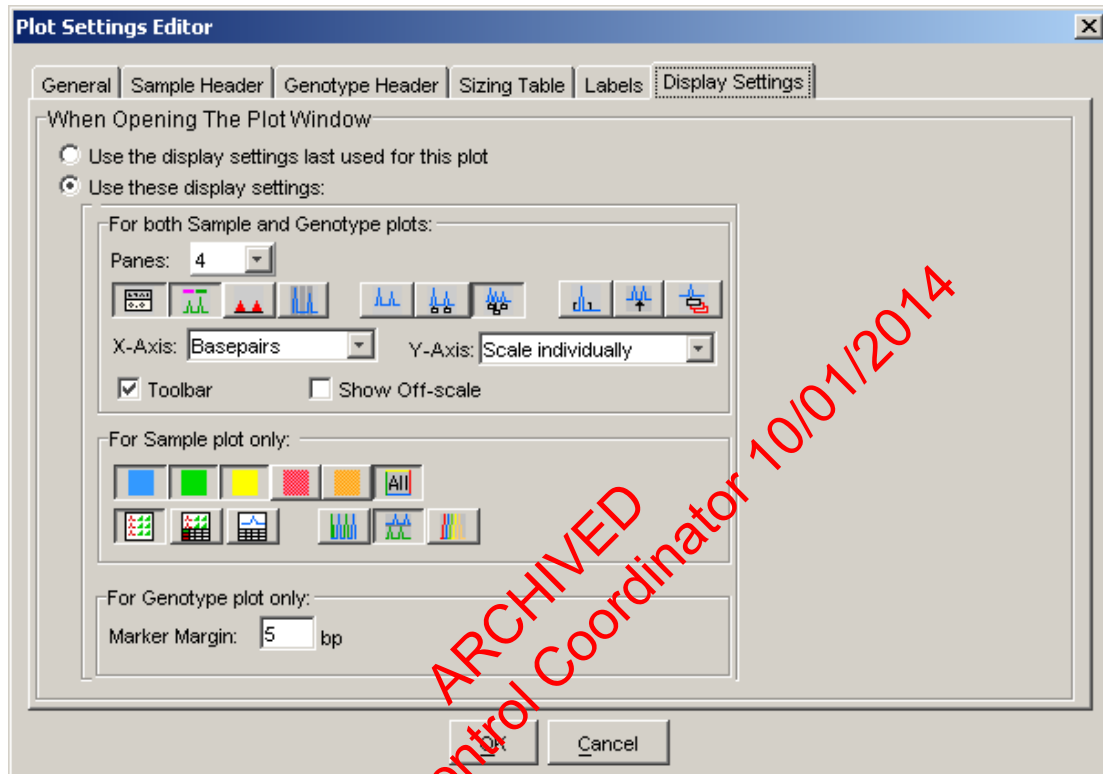 Plot Settings Editor
General Sample Header Genotype Header Sizing Table Labels Display Settings
When Opening The Plot Window
Use the display settings last used for this plot
Use these display settings:
For both Sample and Genotype plots:
Panes: 4
X-Axis: Basepairs Y-Axis: Scale individually
Toolbar Show Off-scale
For Sample plot only:
All
For Genotype plot only:
Marker Margin: 5 bp
OK Cancel
ARCHIVED
Coordinator 10/01/2014